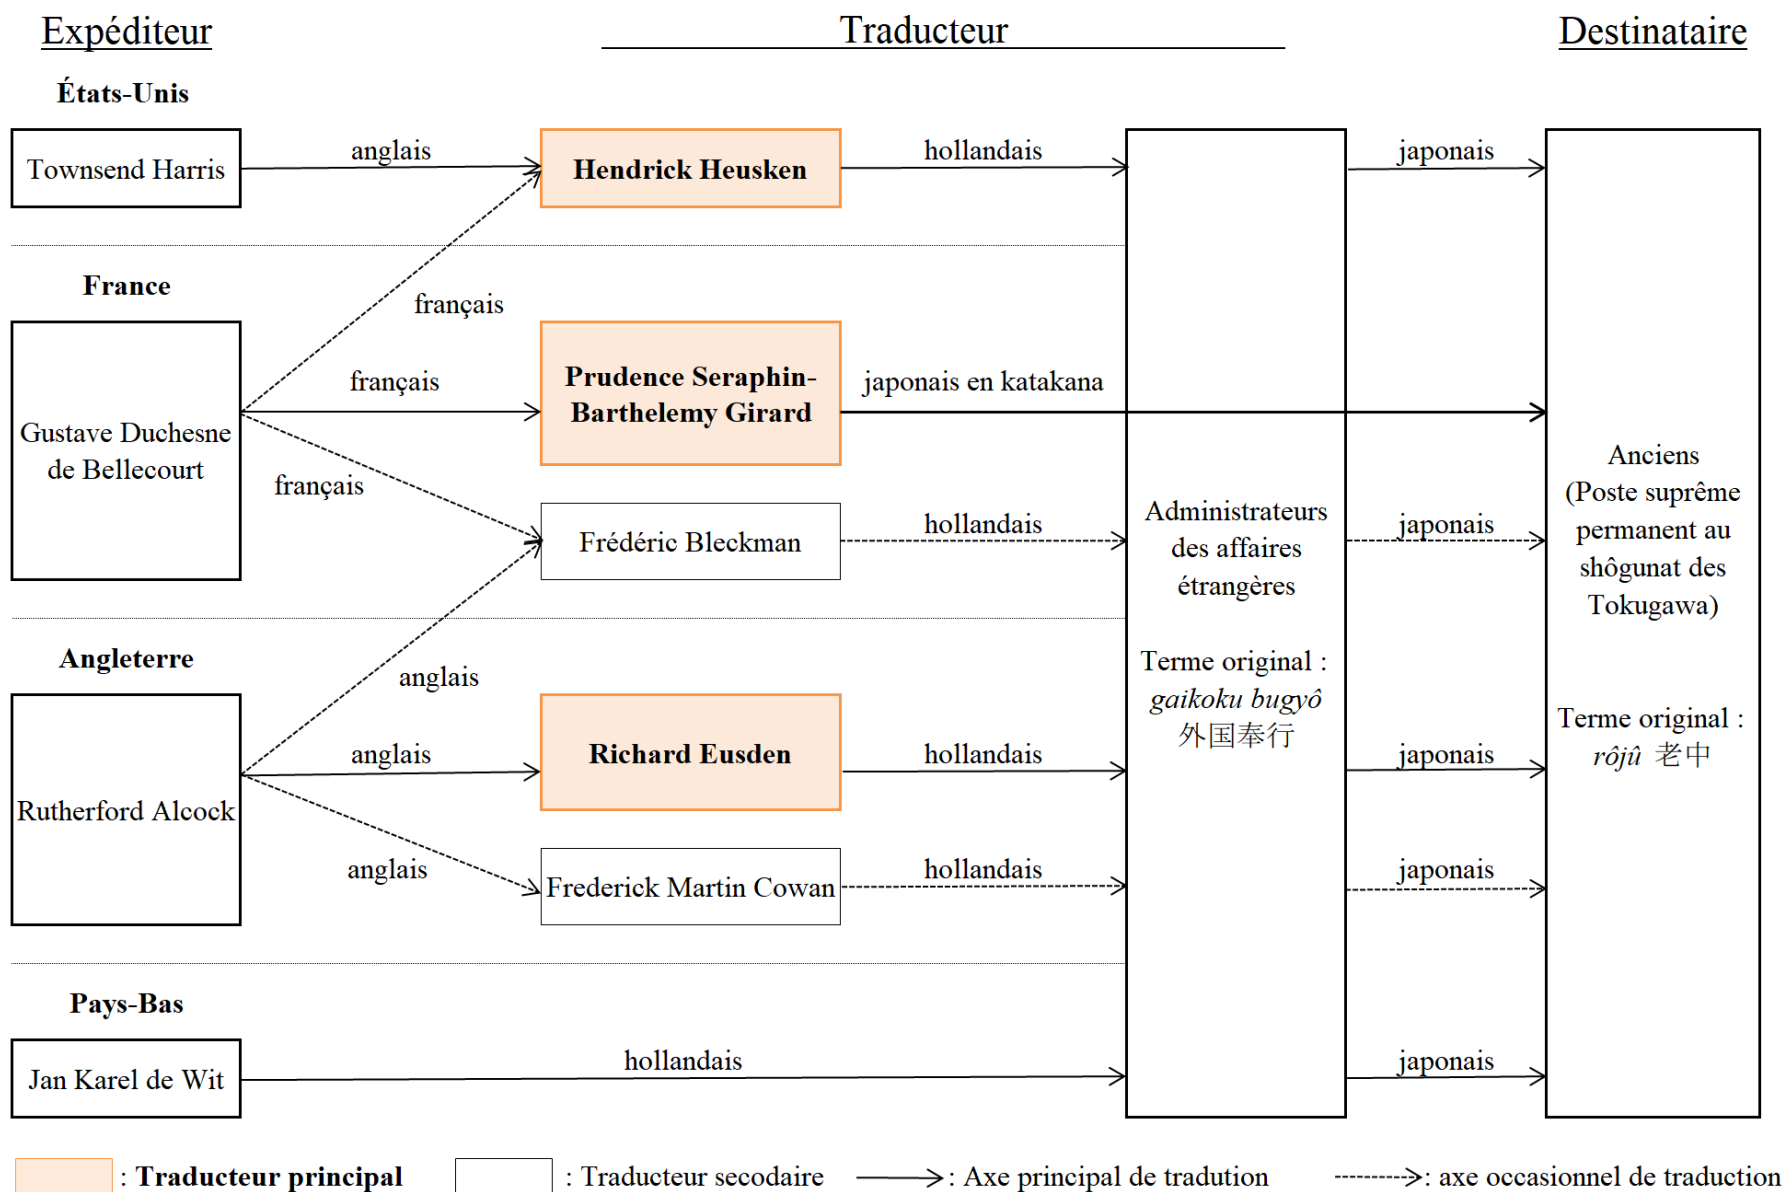 Expéditeur
Traducteur
Destinataire
États-Unis
Townsend Harris
anglais
Hendrick Heusken
hollandais
japonais
France
français
Gustave Duchesne
de Bellecourt
français
Prudence Seraphin-
Barthelemy Girard
japonais en katakana
français
Frédéric Bleckman
hollandais
japonais
Angleterre
anglais
Rutherford Alcock
anglais
Richard Eusden
hollandais
japonais
anglais
Frederick Martin Cowan
hollandais
japonais
Pays-Bas
Jan Karel de Wit
hollandais
japonais
Administrateurs
des affaires
étrangères
Terme original :
gaikoku bugyô
外国奉行
Anciens
(Poste suprême
permanent au
shôgunat des
Tokugawa)
Terme original :
rôjû 老中
: Traducteur principal
: Traducteur secodaire
: Axe principal de tradution
: axe occasionnel de traduction